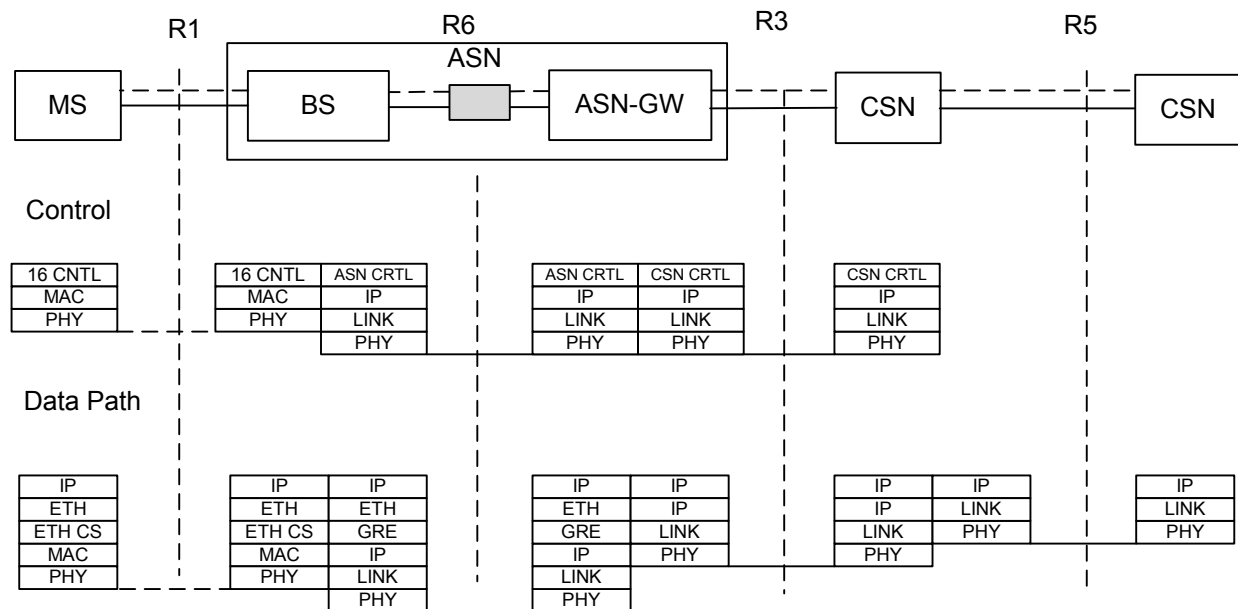 R1 R6 R3 R5
ASN
MS BS ASN-GW CSN CSN
Control
16 CNTL 16 CNTL ASN CRTL ASN CRTL CSN CRTL CSN CRTL
MAC MAC IP IP IP IP
PHY PHY LINK LINK LINK LINK
PHY PHY PHY PHY
Data Path
IP IP IP IP IP IP IP IP
ETH ETH ETH ETH IP IP LINK LINK
ETH CS ETH CS GRE GRE LINK LINK PHY PHY
MAC MAC IP IP PHY PHY
PHY PHY LINK LINK
PHY PHY